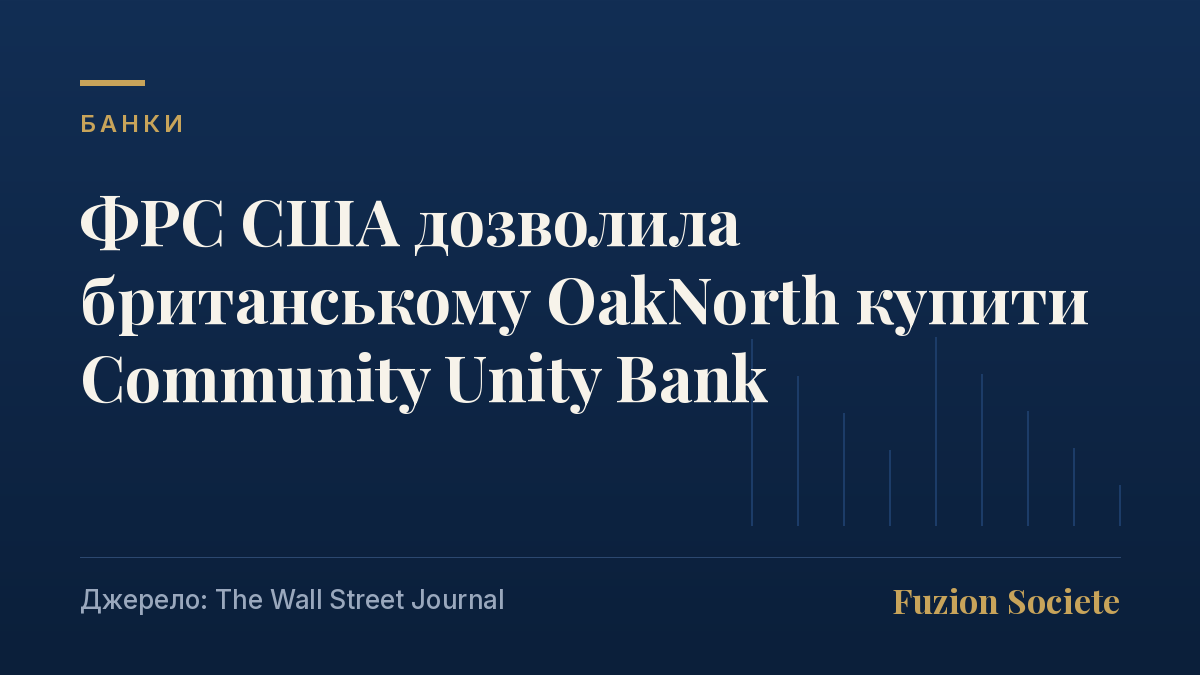 БАНКИ
ФРС США дозволила
британському OakNorth купити
Community Unity Bank
Джерело: The Wall Street Journal
Fuzion Societe